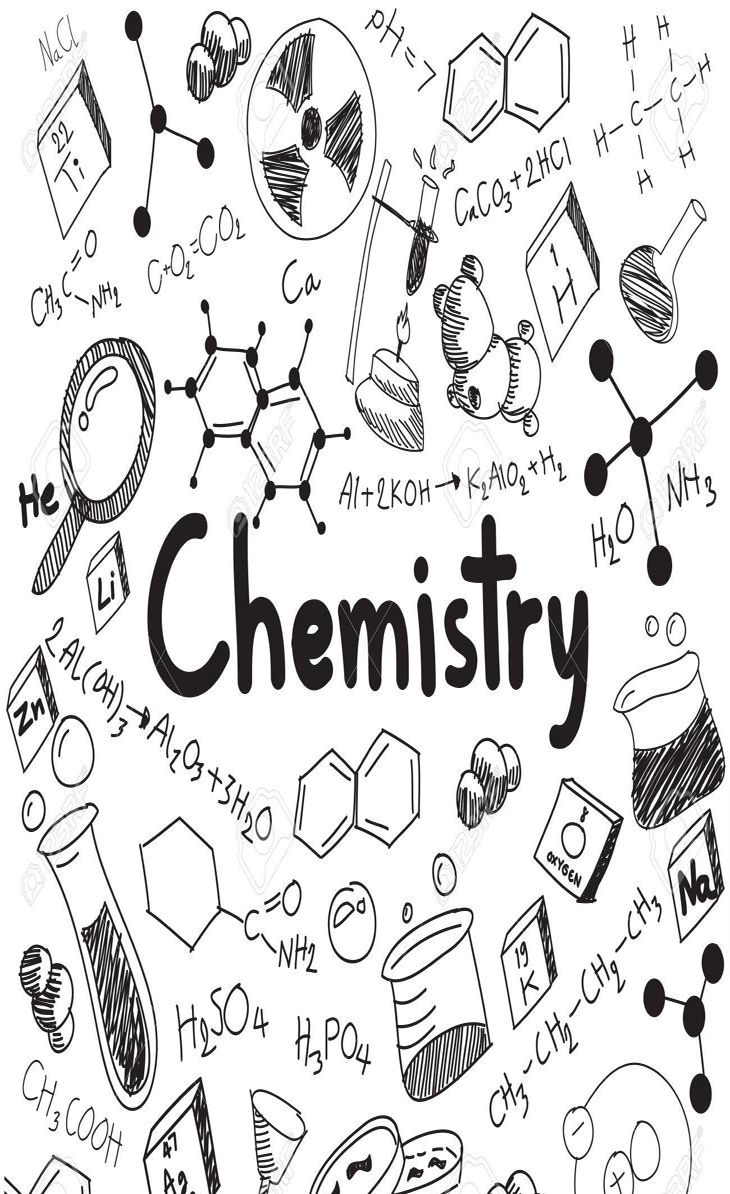 NaCl
pH=7
22
Ti
H H
H-C-C-H
H H
CaCO3+2HCl
C+O2=CO2
CH3C=O
NH2
Ca
1
H
He
Al+2KOH→K2AlO2+H2
H2O
NH3
Li
Chemistry
Zn
2AL(OH)3→Al2O3+3H2O
8
O
OXYGEN
Na
C=O
NH2
19
K
CH3-CH2-CH2-CH3
H2SO4
H3PO4
CH3COOH
47
Ag
-
+
123RF